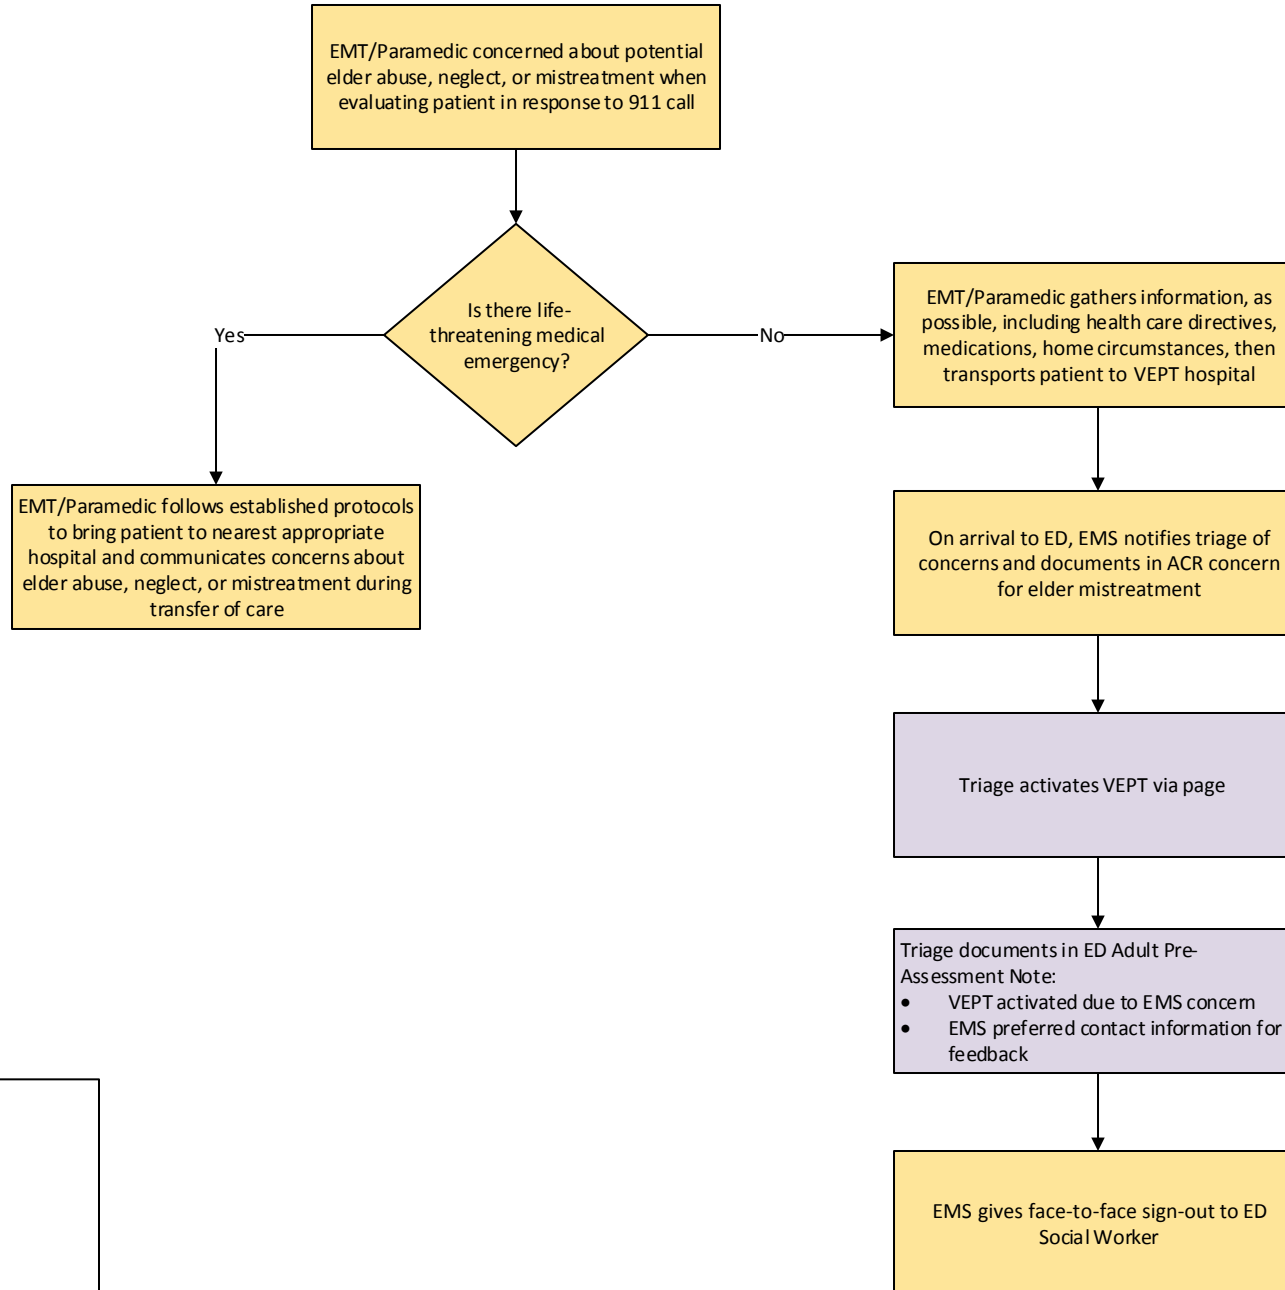 EMT/Paramedic concerned about potential
elder abuse, neglect, or mistreatment when
evaluating patient in response to 911 call
Is there life-
threatening medical
emergency?
Yes
No
EMT/Paramedic gathers information, as
possible, including health care directives,
medications, home circumstances, then
transports patient to VEPT hospital
EMT/Paramedic follows established protocols
to bring patient to nearest appropriate
hospital and communicates concerns about
elder abuse, neglect, or mistreatment during
transfer of care
On arrival to ED, EMS notifies triage of
concerns and documents in ACR concern
for elder mistreatment
Triage activates VEPT via page
Triage documents in ED Adult Pre-
Assessment Note:
• VEPT activated due to EMS concern
• EMS preferred contact information for
feedback
EMS gives face-to-face sign-out to ED
Social Worker